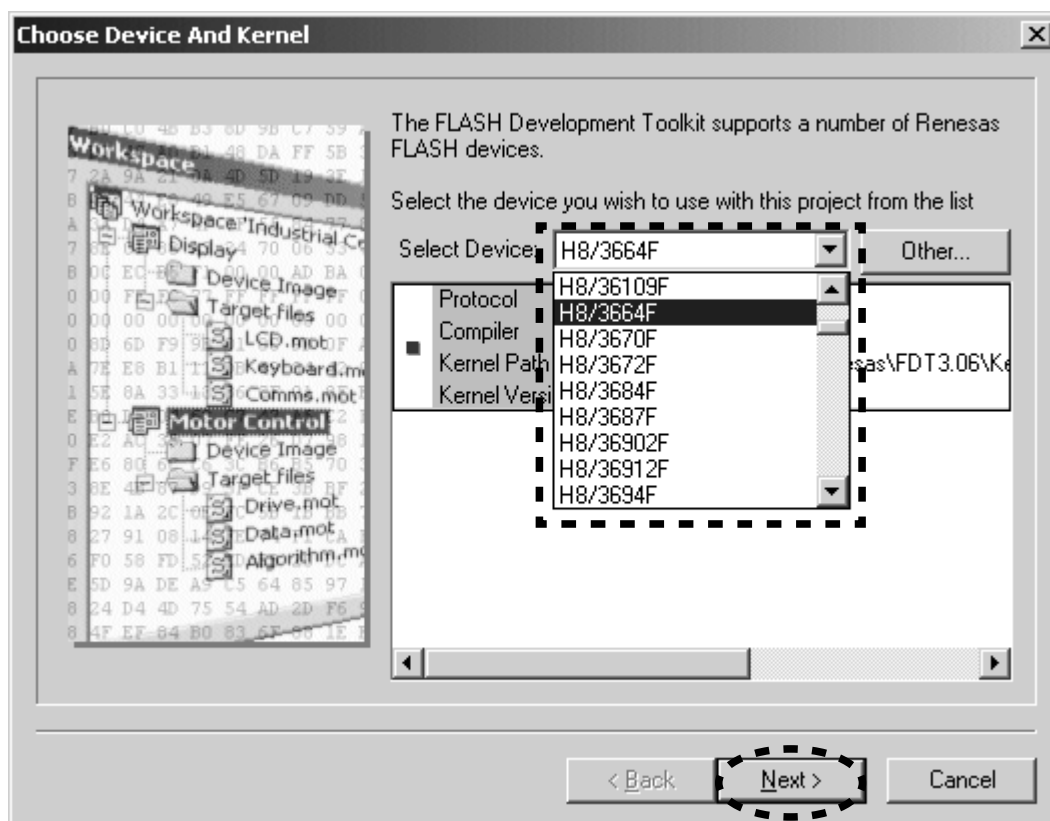 Choose Device And Kernel
The FLASH Development Toolkit supports a number of Renesas
FLASH devices.
Select the device you wish to use with this project from the list
Select Device:
H8/3664F
Other...
Protocol
Compiler
Kernel Path
Kernel Versi
esas\FDT3.06\Ke
H8/36109F
H8/3664F
H8/3670F
H8/3672F
H8/3684F
H8/3687F
H8/36902F
H8/36912F
H8/3694F
Workspace
Workspace 'Industrial Co
Display
Device Image
Target files
LCD.mot
Keyboard.mo
Comms.mot
Motor Control
Device Image
Target files
Drive.mot
Data.mot
Algorithm.mo
< Back
Next >
Cancel